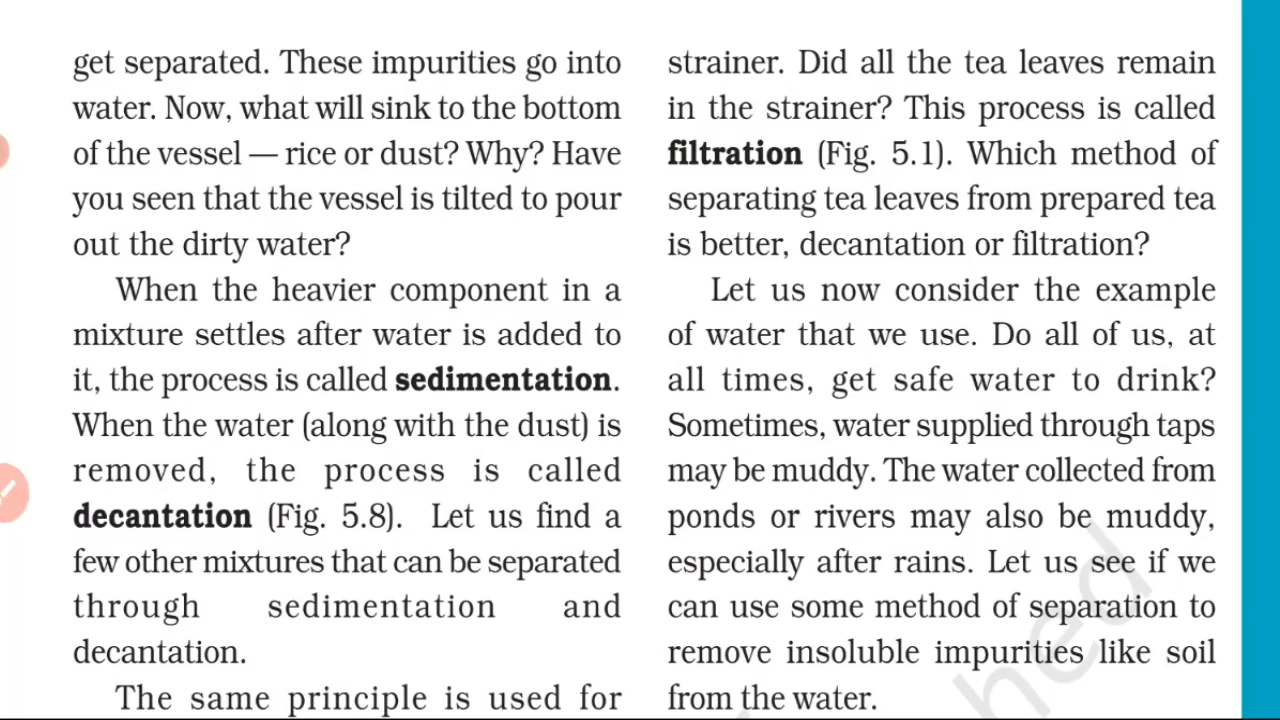 get separated. These impurities go into
water. Now, what will sink to the bottom
of the vessel — rice or dust? Why? Have
you seen that the vessel is tilted to pour
out the dirty water?
When the heavier component in a
mixture settles after water is added to
it, the process is called sedimentation.
When the water (along with the dust) is
removed, the process is called
decantation (Fig. 5.8). Let us find a
few other mixtures that can be separated
through sedimentation and
decantation.
The same principle is used for
strainer. Did all the tea leaves remain
in the strainer? This process is called
filtration (Fig. 5.1). Which method of
separating tea leaves from prepared tea
is better, decantation or filtration?
Let us now consider the example
of water that we use. Do all of us, at
all times, get safe water to drink?
Sometimes, water supplied through taps
may be muddy. The water collected from
ponds or rivers may also be muddy,
especially after rains. Let us see if we
can use some method of separation to
remove insoluble impurities like soil
from the water.
hed